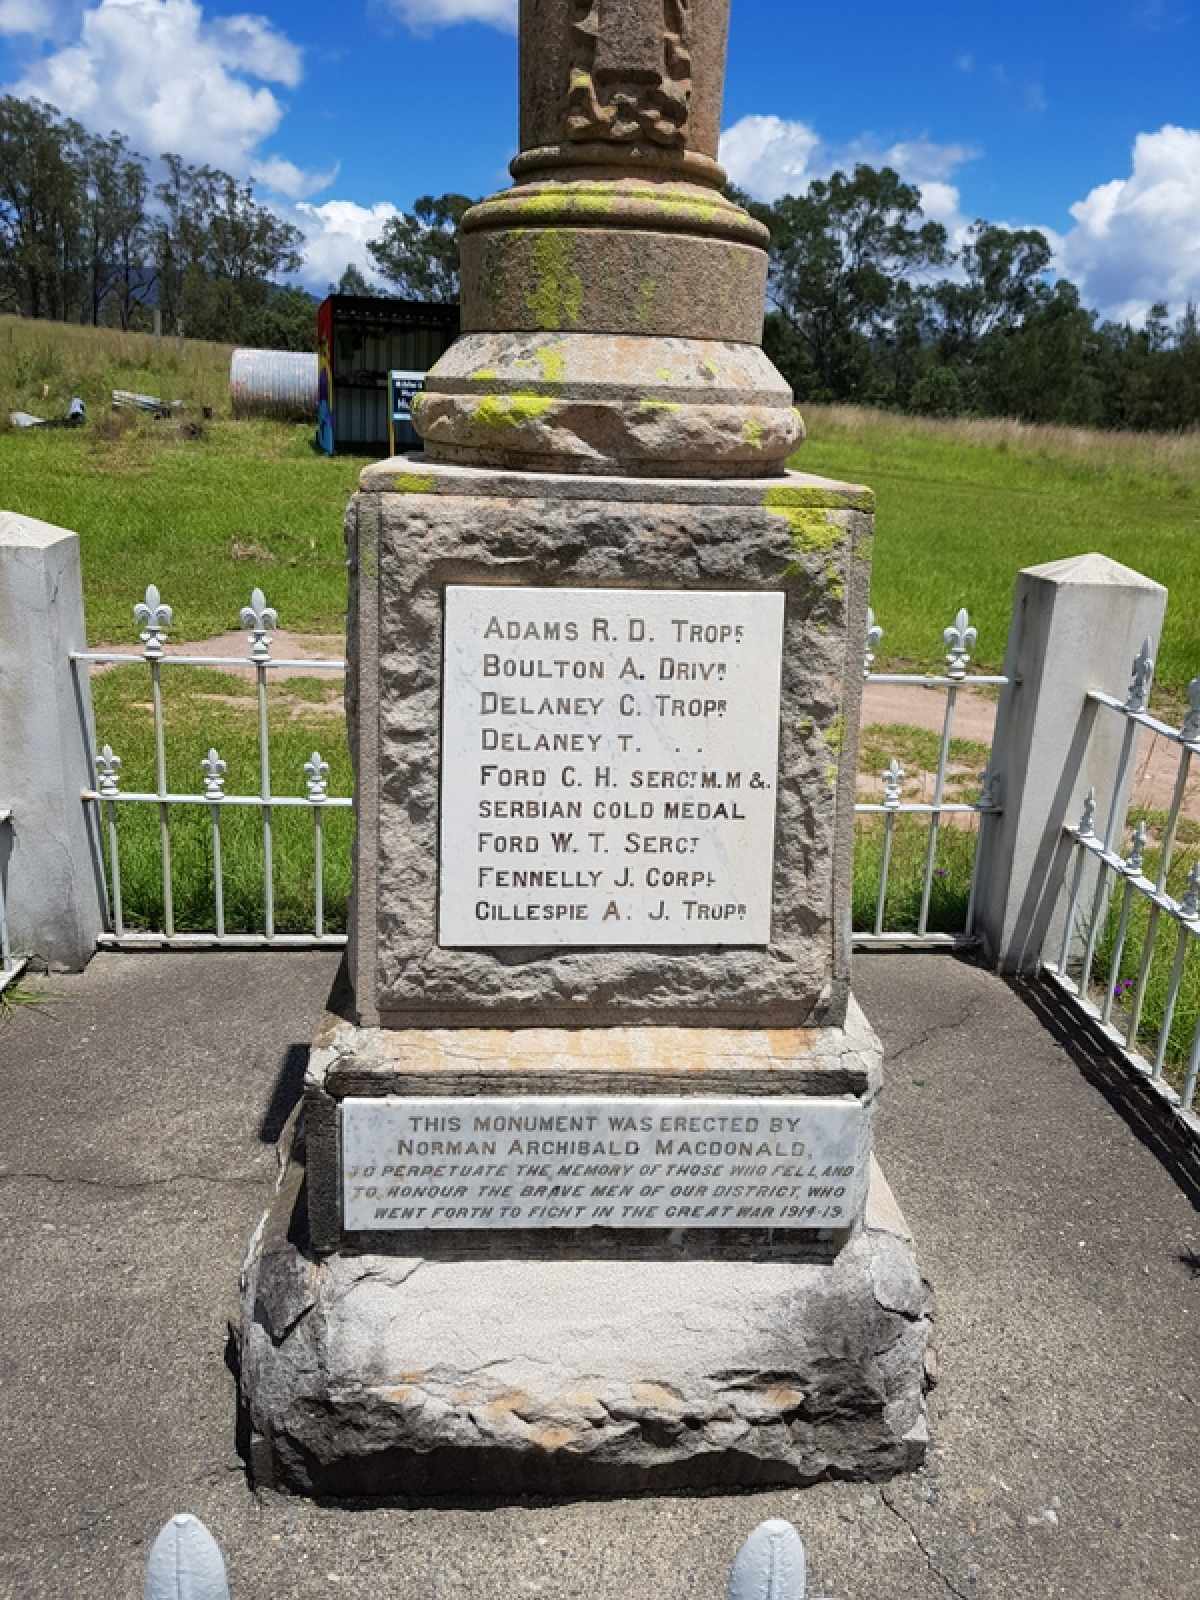 ADAMS R. D. TROPR
BOULTON A. DRIVR
DELANEY C. TROPR
DELANEY T. . .
FORD C. H. SERGT M.M &.
SERBIAN GOLD MEDAL
FORD W. T. SERGT
FENNELLY J. CORPL
GILLESPIE A. J. TROPR
THIS MONUMENT WAS ERECTED BY
NORMAN ARCHIBALD MACDONALD,
TO PERPETUATE THE MEMORY OF THOSE WHO FELL, AND
TO HONOUR THE BRAVE MEN OF OUR DISTRICT, WHO
WENT FORTH TO FIGHT IN THE GREAT WAR 1914-19.